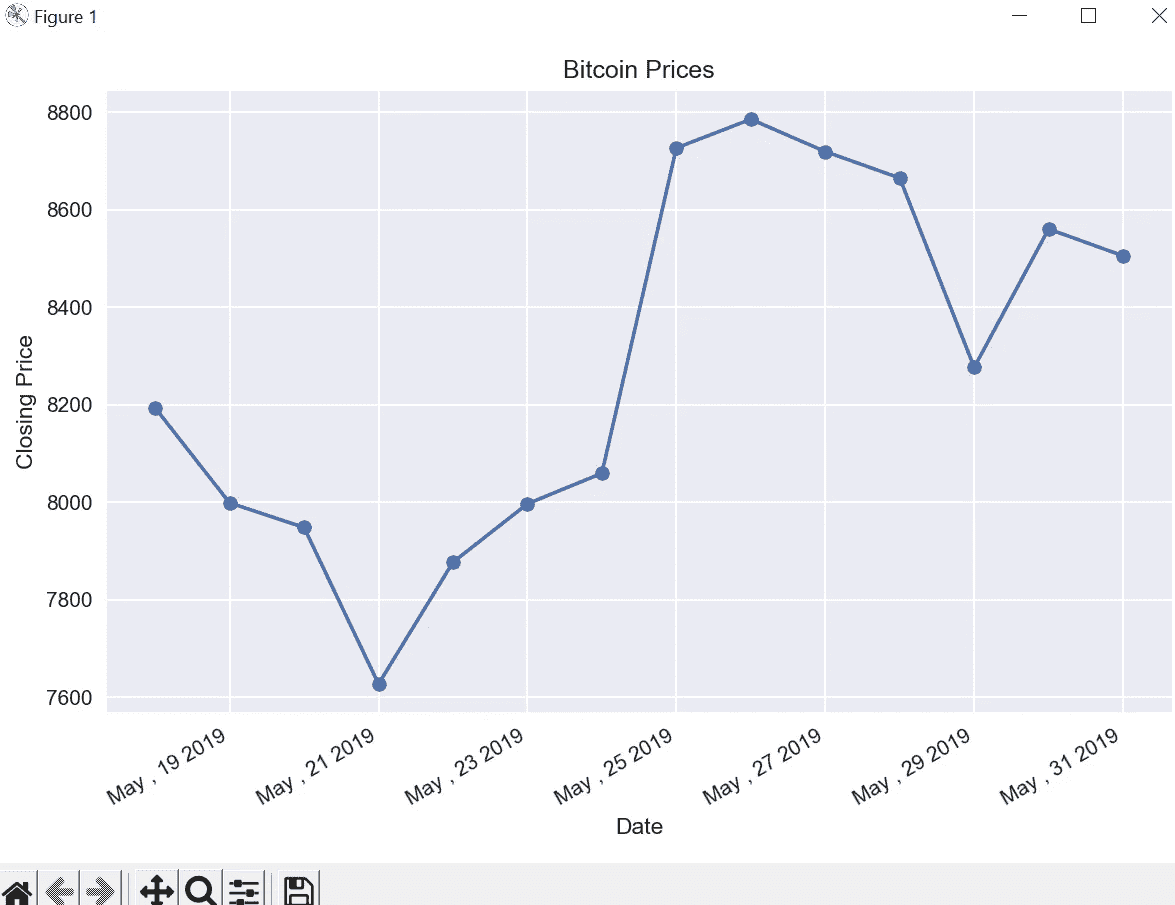 Figure 1
Bitcoin Prices
8800
8600
8400
8200
8000
7800
7600
Closing Price
May , 19 2019
May , 21 2019
May , 23 2019
May , 25 2019
May , 27 2019
May , 29 2019
May , 31 2019
Date